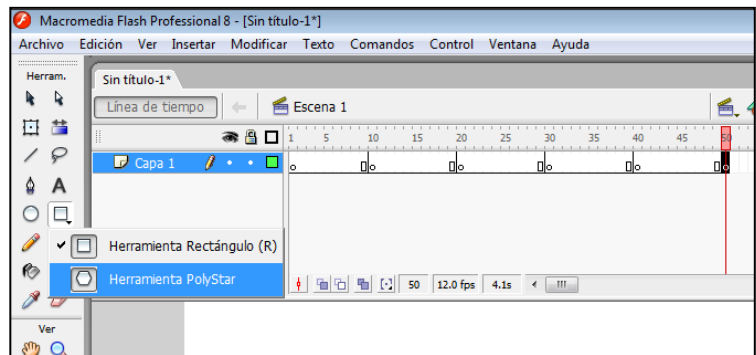 Macromedia Flash Professional 8 - [Sin título-1*]
Archivo Edición Ver Insertar Modificar Texto Comandos Control Ventana Ayuda
Herram.
Sin título-1*
Línea de tiempo
Escena 1
1 5 10 15 20 25 30 35 40 45 50
Capa 1
A
Herramienta Rectángulo (R)
Herramienta PolyStar
50 12.0 fps 4.1s
Ver